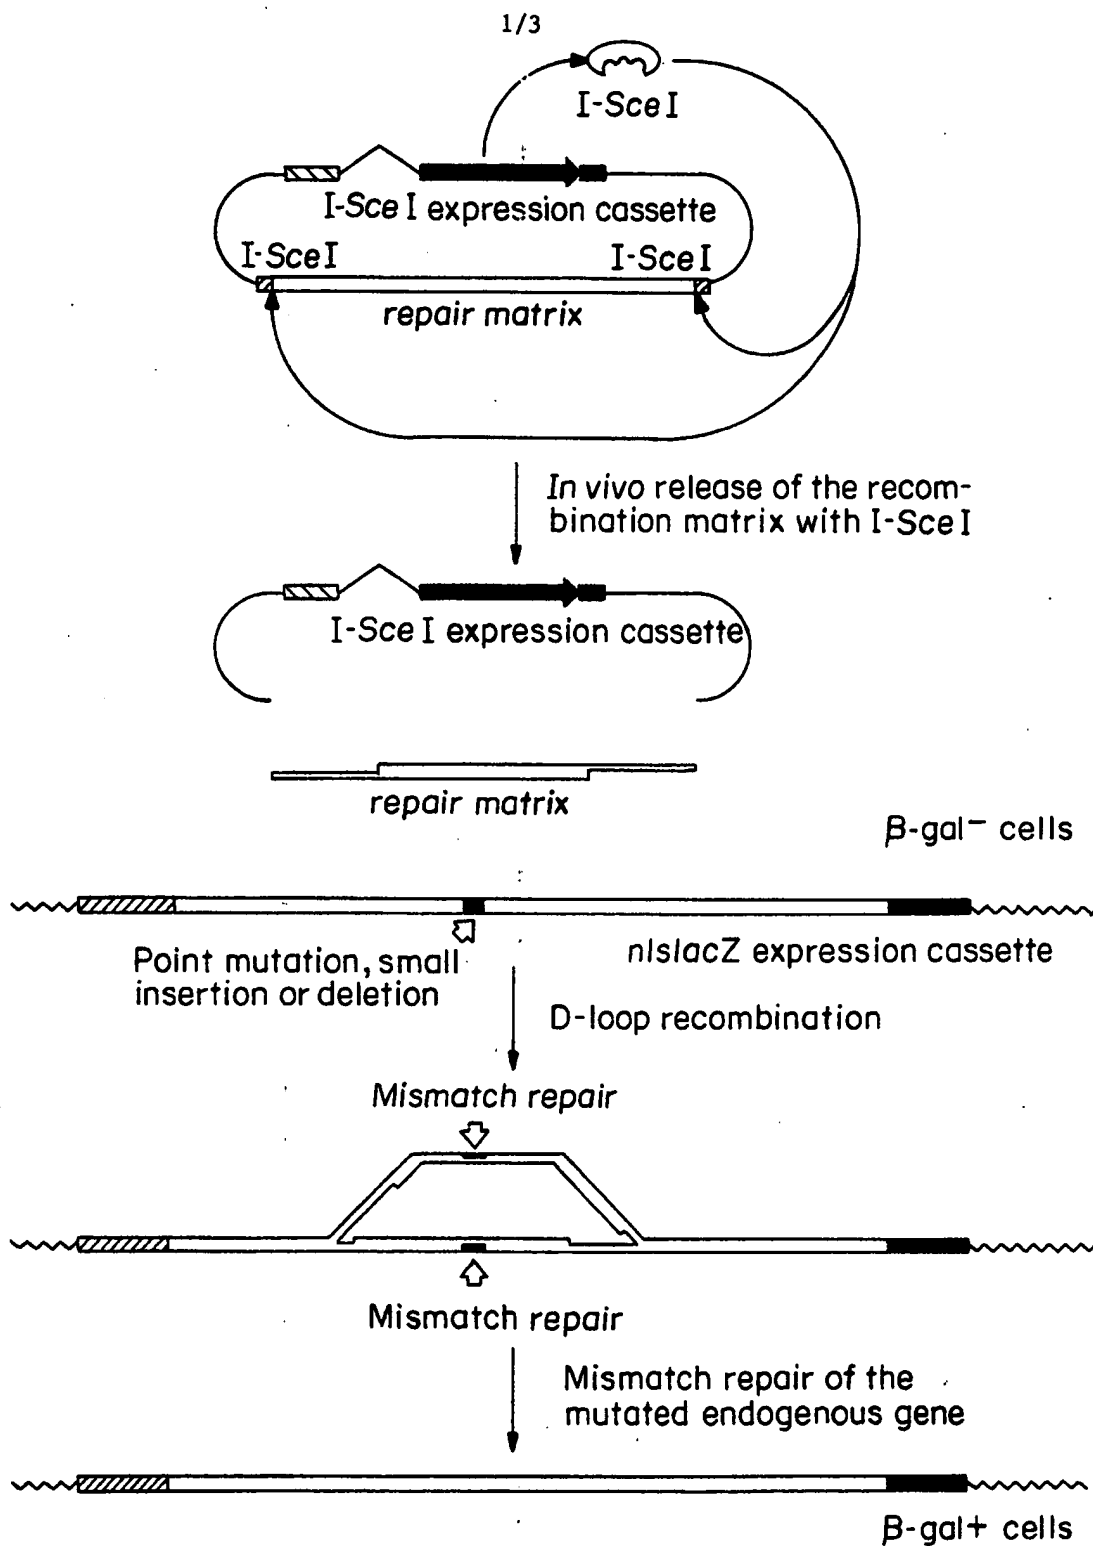 1/3
I-SceI
I-SceI expression cassette
I-SceI
I-SceI
repair matrix
In vivo release of the recom-
bination matrix with I-SceI
I-SceI expression cassette
repair matrix
β-gal⁻ cells
Point mutation, small
insertion or deletion
nlslacZ expression cassette
D-loop recombination
Mismatch repair
Mismatch repair
Mismatch repair of the
mutated endogenous gene
β-gal+ cells